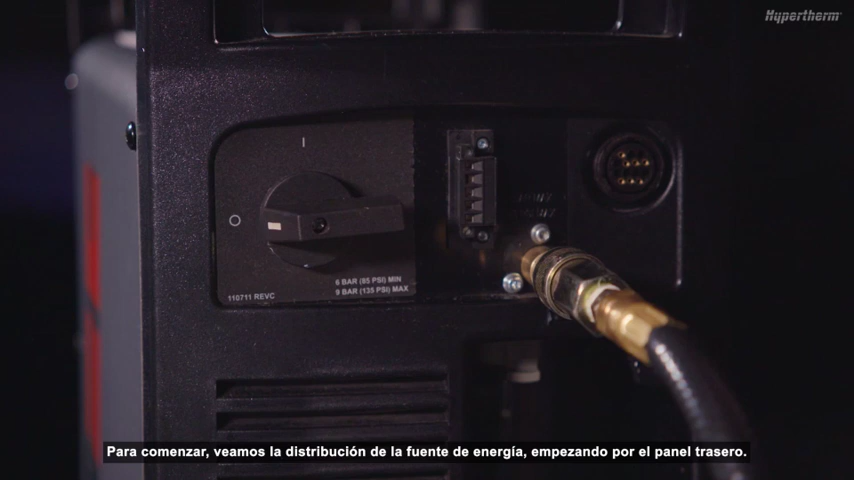 Hypertherm
I
O
6 BAR (85 PSI) MIN
9 BAR (135 PSI) MAX
110711 REVC
Para comenzar, veamos la distribución de la fuente de energía, empezando por el panel trasero.